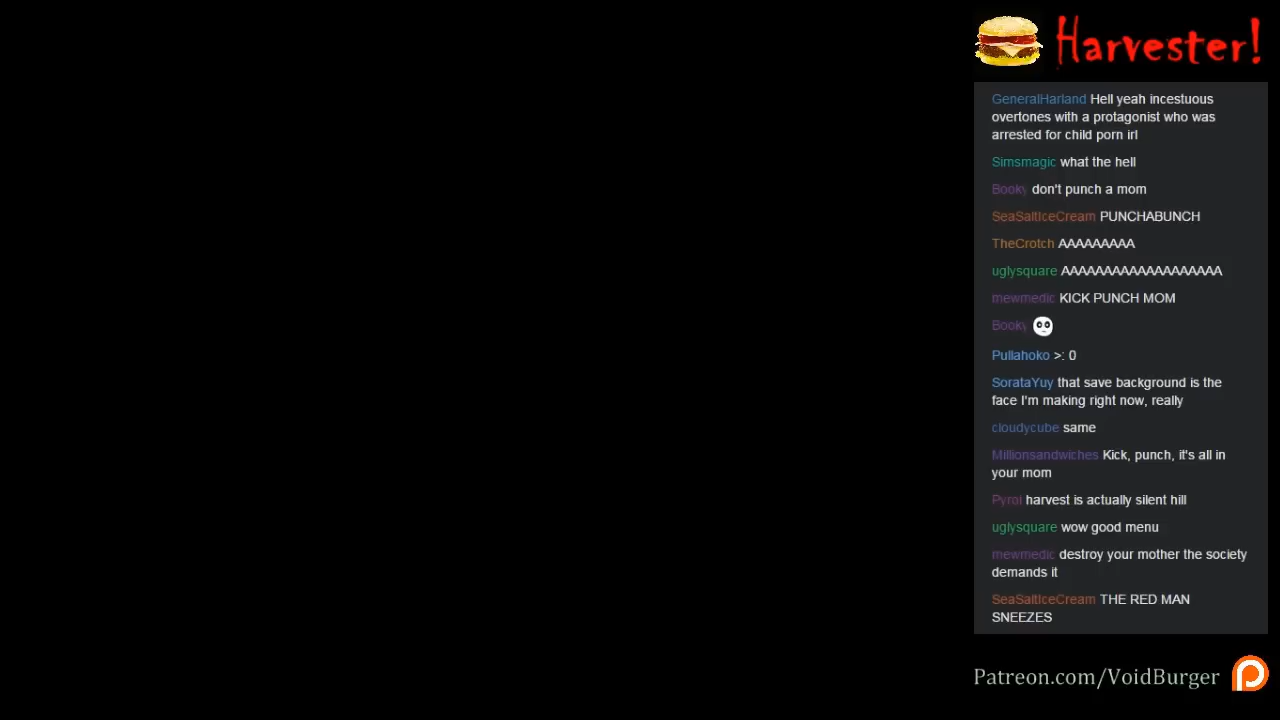 Harvester!
GeneralHarland Hell yeah incestuous
overtones with a protagonist who was
arrested for child porn irl
Simsmagic what the hell
Booky don't punch a mom
SeaSaltIceCream PUNCHABUNCH
TheCrotch AAAAAAAAA
uglysquare AAAAAAAAAAAAAAAAAAA
mewmedic KICK PUNCH MOM
Booky
Pullahoko >: 0
SorataYuy that save background is the
face I'm making right now, really
cloudycube same
Millionsandwiches Kick, punch, it's all in
your mom
Pyroi harvest is actually silent hill
uglysquare wow good menu
mewmedic destroy your mother the society
demands it
SeaSaltIceCream THE RED MAN
SNEEZES
Patreon.com/VoidBurger